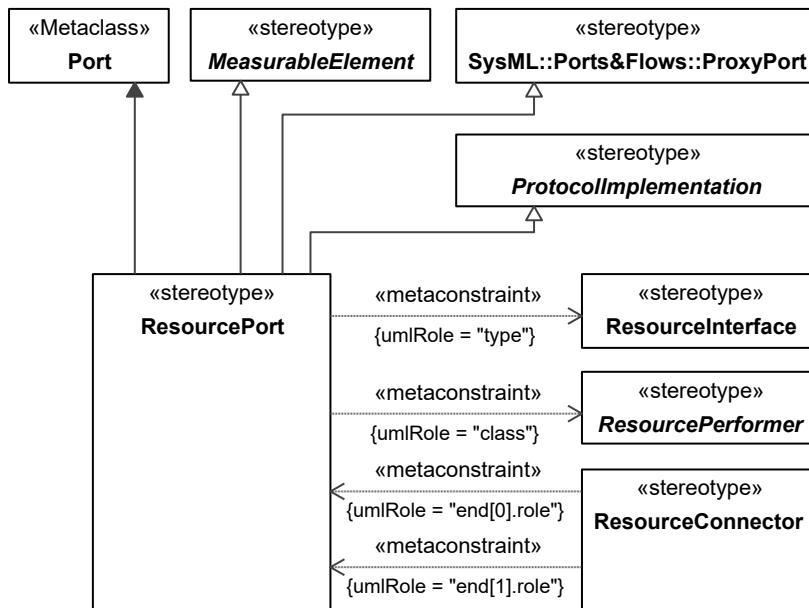 «Metaclass»
Port
«stereotype»
MeasurableElement
«stereotype»
SysML::Ports&Flows::ProxyPort
«stereotype»
ProtocolImplementation
«stereotype»
ResourcePort
«metaconstraint»
{umlRole = "type"}
«stereotype»
ResourceInterface
«metaconstraint»
{umlRole = "class"}
«stereotype»
ResourcePerformer
«metaconstraint»
{umlRole = "end[0].role"}
«metaconstraint»
{umlRole = "end[1].role"}
«stereotype»
ResourceConnector